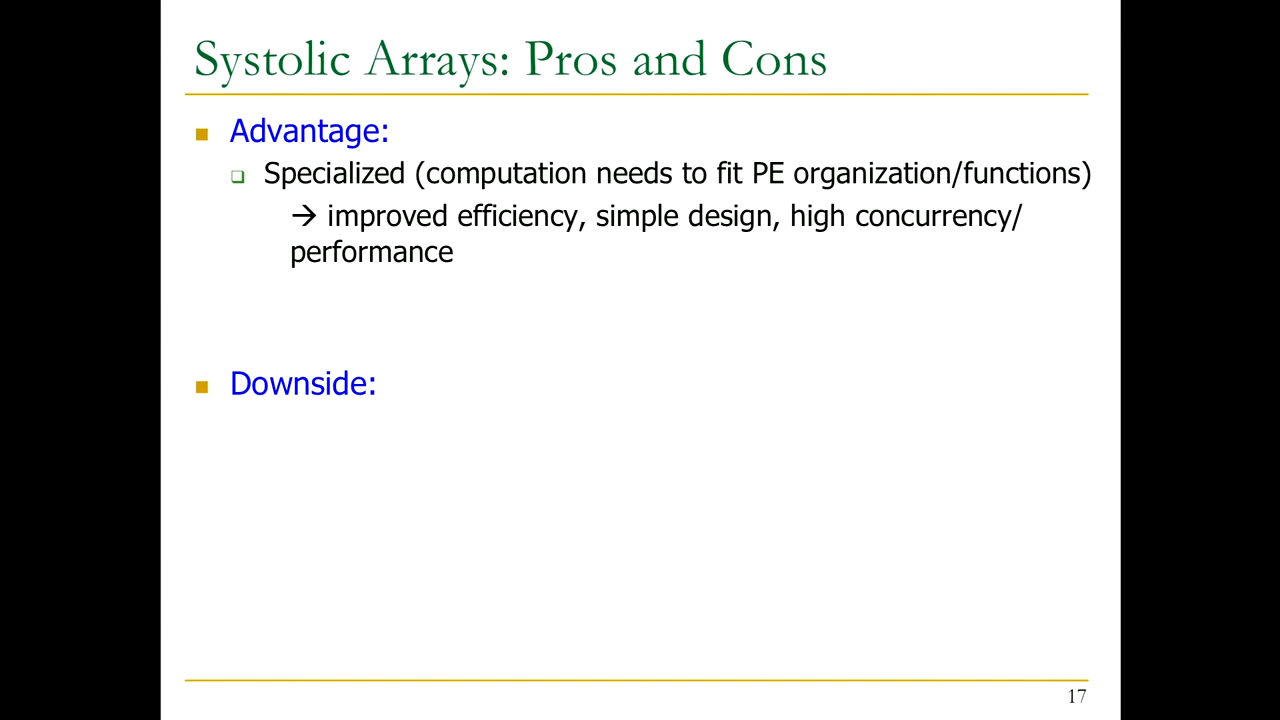 Systolic Arrays: Pros and Cons
Advantage:
Specialized (computation needs to fit PE organization/functions)
→ improved efficiency, simple design, high concurrency/
performance
Downside:
17